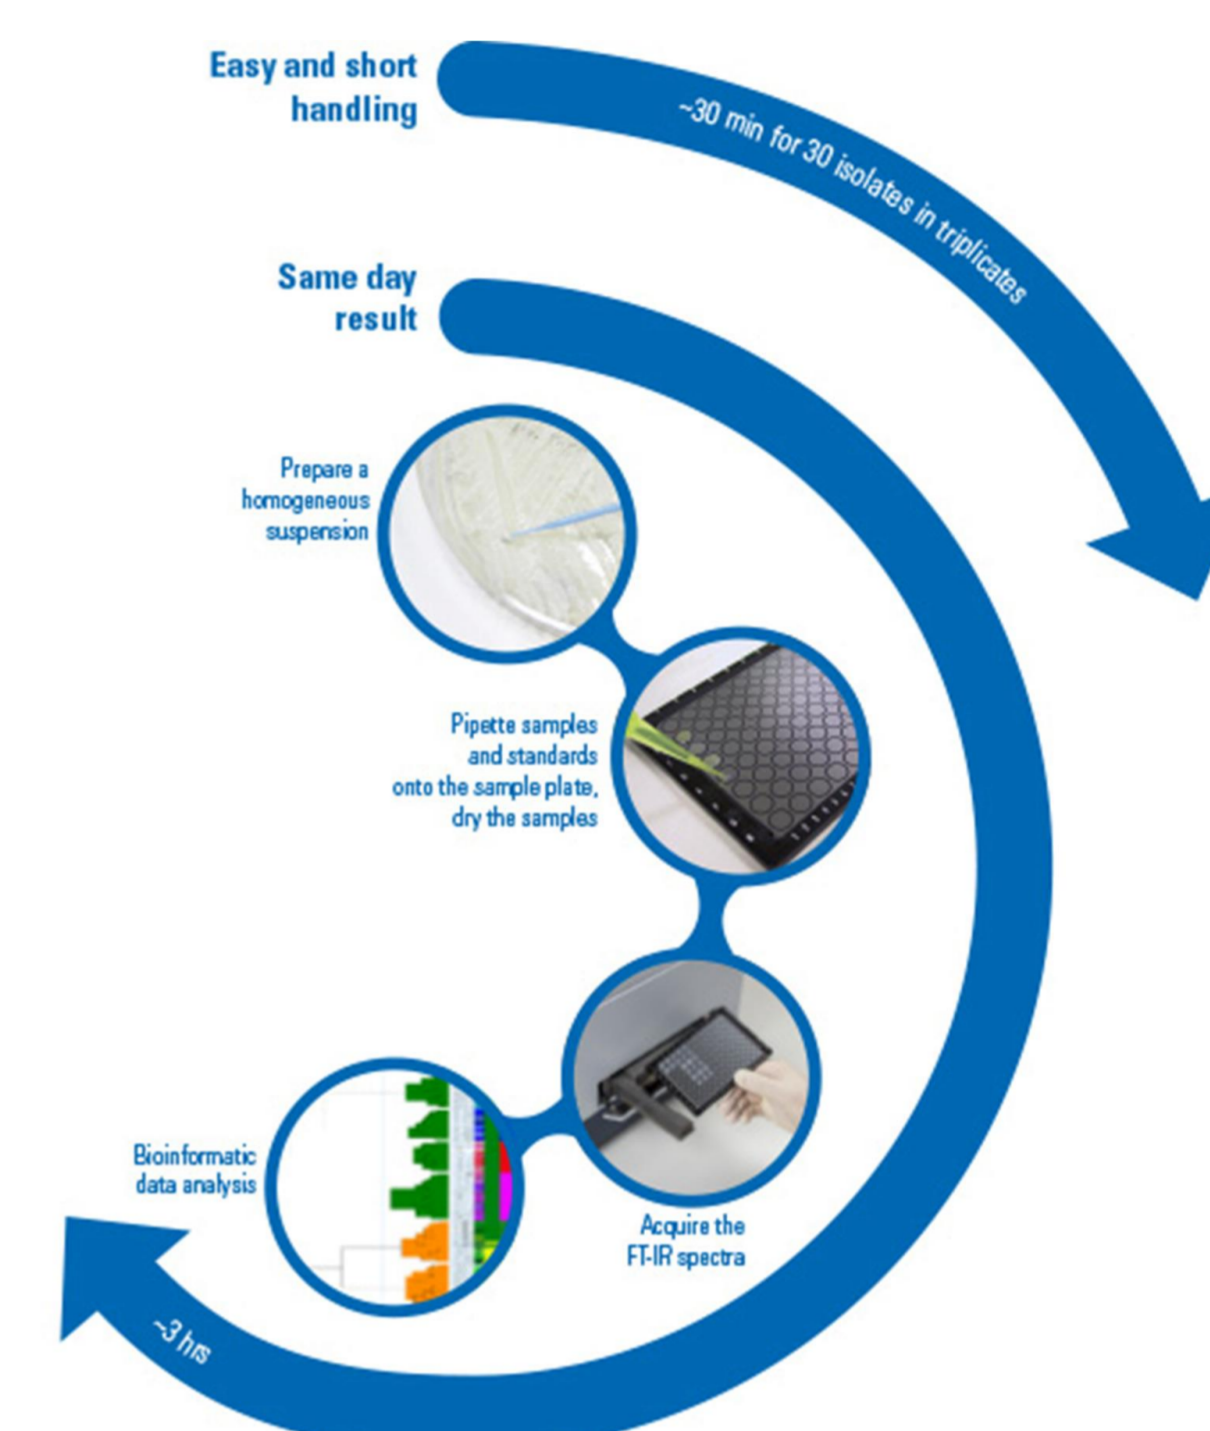 Easy and short
handling
~30 min for 30 isolates in triplicates
Same day
result
Prepare a
homogeneous
suspension
Pipette samples
and standards
onto the sample plate,
dry the samples
Acquire the
FT-IR spectra
Bioinformatic
data analysis
~3 hrs